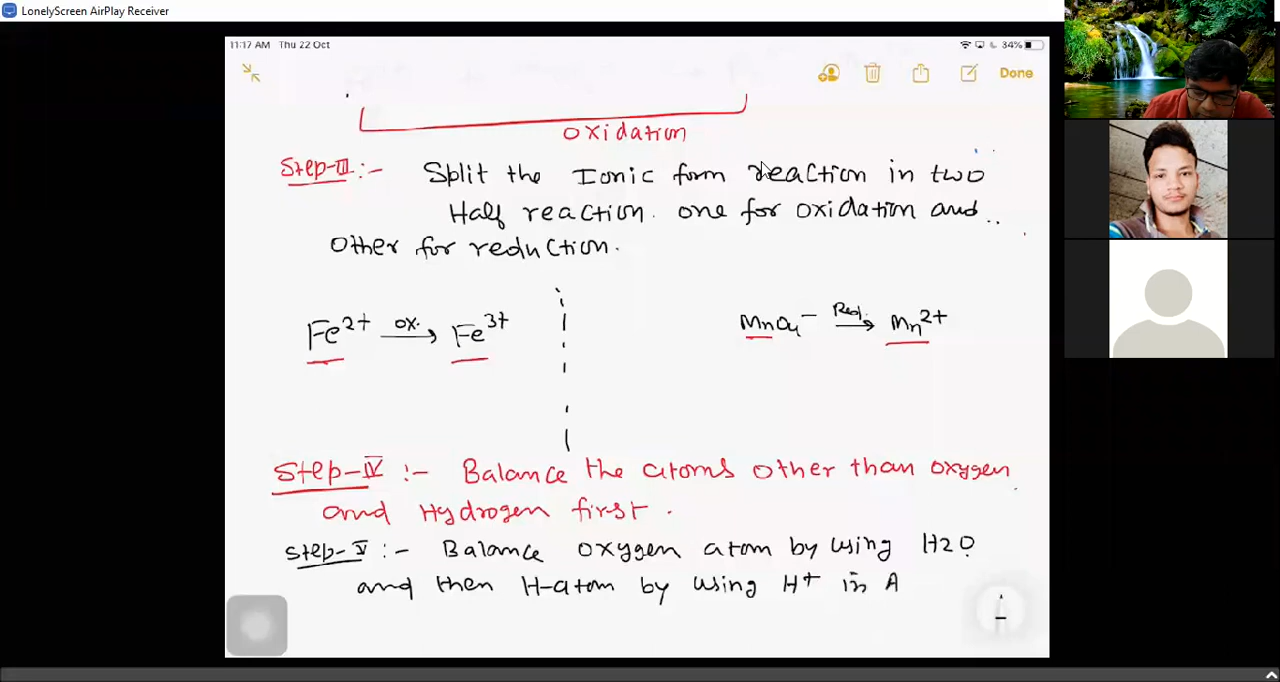 LonelyScreen AirPlay Receiver
11:17 AM Thu 22 Oct
34%
Done
oxidation
Step-III :- Split the Ionic form reaction in two
Half reaction. one for oxidation and ..
other for reduction.
Fe2+ ox. → Fe3+
MnO4− Red. → Mn2+
Step-IV :- Balance the atoms other than oxygen
and Hydrogen first.
Step-V :- Balance oxygen atom by using H2O
and then H-atom by using H+ in A